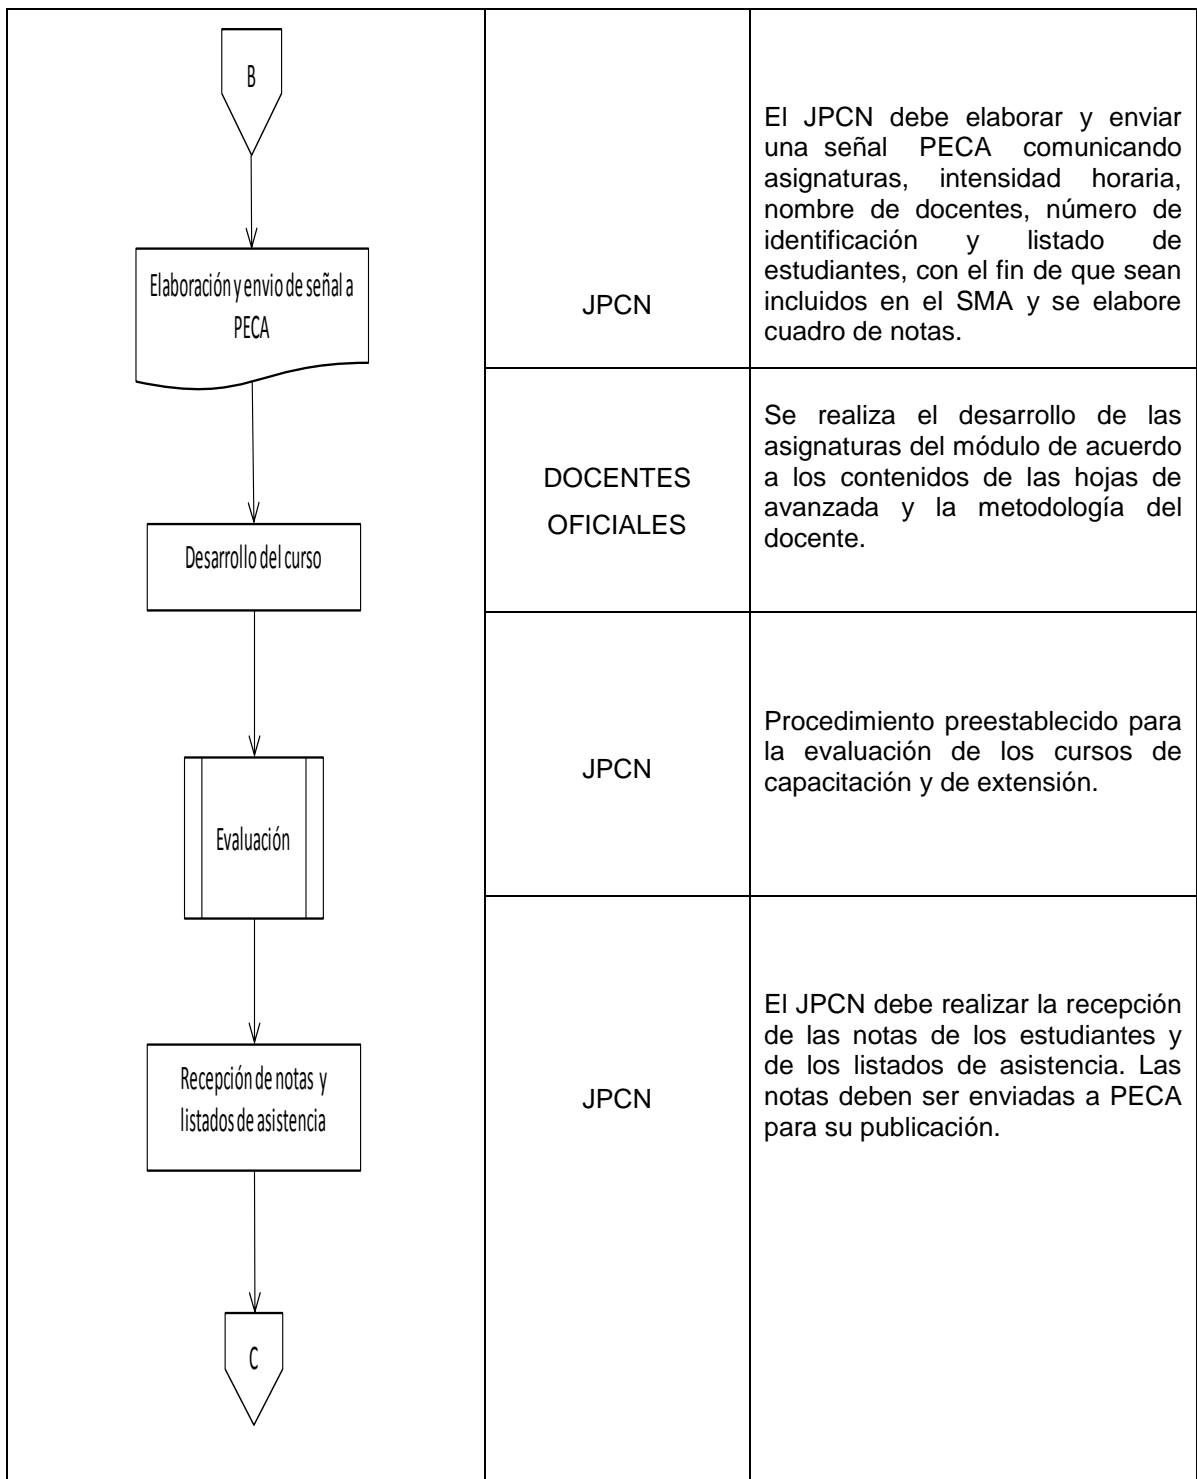 B
Elaboración y envio de señal a
PECA
JPCN
El JPCN debe elaborar y enviar
una señal PECA comunicando
asignaturas, intensidad horaria,
nombre de docentes, número de
identificación y listado de
estudiantes, con el fin de que sean
incluidos en el SMA y se elabore
cuadro de notas.
Desarrollo del curso
DOCENTES
OFICIALES
Se realiza el desarrollo de las
asignaturas del módulo de acuerdo
a los contenidos de las hojas de
avanzada y la metodología del
docente.
Evaluación
JPCN
Procedimiento preestablecido para
la evaluación de los cursos de
capacitación y de extensión.
Recepción de notas y
listados de asistencia
JPCN
El JPCN debe realizar la recepción
de las notas de los estudiantes y
de los listados de asistencia. Las
notas deben ser enviadas a PECA
para su publicación.
C